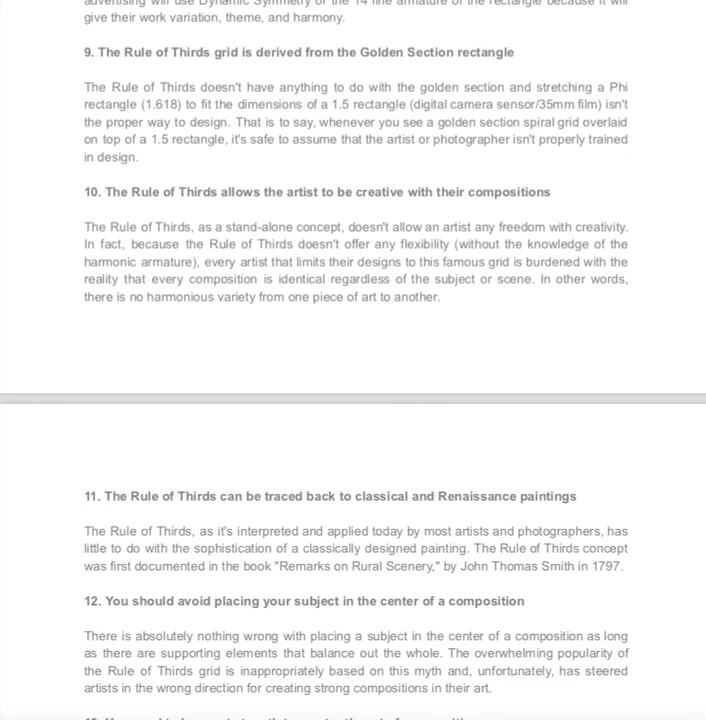 advertising will use Dynamic Symmetry or the 14 line armature of the rectangle because it will
give their work variation, theme, and harmony.
9. The Rule of Thirds grid is derived from the Golden Section rectangle
The Rule of Thirds doesn't have anything to do with the golden section and stretching a Phi
rectangle (1.618) to fit the dimensions of a 1.5 rectangle (digital camera sensor/35mm film) isn't
the proper way to design. That is to say, whenever you see a golden section spiral grid overlaid
on top of a 1.5 rectangle, it's safe to assume that the artist or photographer isn't properly trained
in design.
10. The Rule of Thirds allows the artist to be creative with their compositions
The Rule of Thirds, as a stand-alone concept, doesn't allow an artist any freedom with creativity.
In fact, because the Rule of Thirds doesn't offer any flexibility (without the knowledge of the
harmonic armature), every artist that limits their designs to this famous grid is burdened with the
reality that every composition is identical regardless of the subject or scene. In other words,
there is no harmonious variety from one piece of art to another.
11. The Rule of Thirds can be traced back to classical and Renaissance paintings
The Rule of Thirds, as it's interpreted and applied today by most artists and photographers, has
little to do with the sophistication of a classically designed painting. The Rule of Thirds concept
was first documented in the book "Remarks on Rural Scenery," by John Thomas Smith in 1797.
12. You should avoid placing your subject in the center of a composition
There is absolutely nothing wrong with placing a subject in the center of a composition as long
as there are supporting elements that balance out the whole. The overwhelming popularity of
the Rule of Thirds grid is inappropriately based on this myth and, unfortunately, has steered
artists in the wrong direction for creating strong compositions in their art.